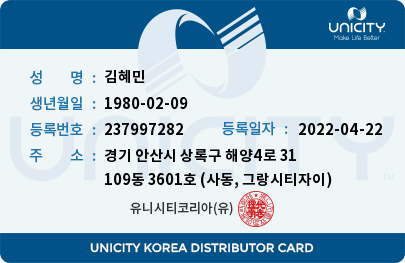 UNICITY
Make Life Better
성 명 : 김혜민
생년월일 : 1980-02-09
등록번호 : 237997282 등록일자 : 2022-04-22
주 소 : 경기 안산시 상록구 해양4로 31
109동 3601호 (사동, 그랑시티자이)
유니시티코리아(유)
UNICITY
UNICITY KOREA DISTRIBUTOR CARD